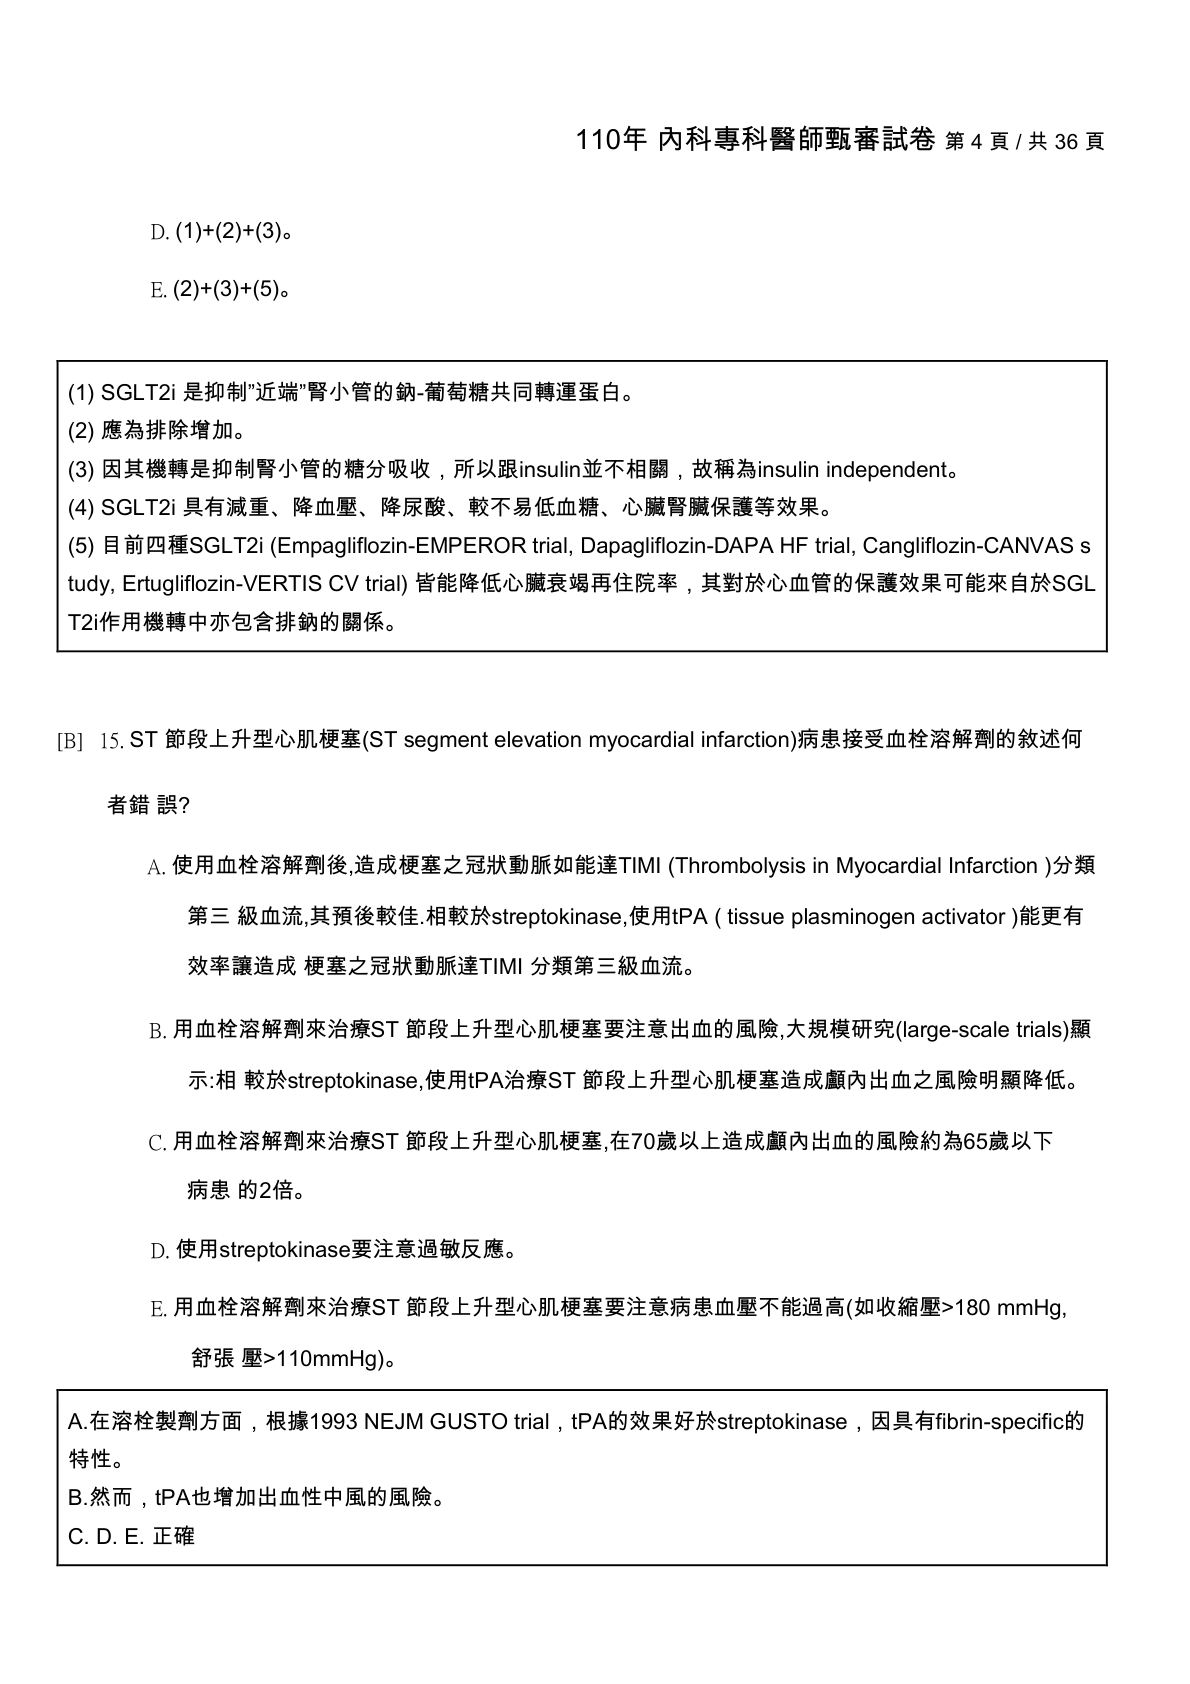 110年 內科專科醫師甄審試卷 第 4 頁 / 共 36 頁
D. (1)+(2)+(3)。
E. (2)+(3)+(5)。
(1) SGLT2i 是抑制”近端”腎小管的鈉-葡萄糖共同轉運蛋白。
(2) 應為排除增加。
(3) 因其機轉是抑制腎小管的糖分吸收，所以跟insulin並不相關，故稱為insulin independent。
(4) SGLT2i 具有減重、降血壓、降尿酸、較不易低血糖、心臟腎臟保護等效果。
(5) 目前四種SGLT2i (Empagliflozin-EMPEROR trial, Dapagliflozin-DAPA HF trial, Cangliflozin-CANVAS s
tudy, Ertugliflozin-VERTIS CV trial) 皆能降低心臟衰竭再住院率，其對於心血管的保護效果可能來自於SGL
T2i作用機轉中亦包含排鈉的關係。
[B] 15. ST 節段上升型心肌梗塞(ST segment elevation myocardial infarction)病患接受血栓溶解劑的敘述何
者錯 誤?
A. 使用血栓溶解劑後,造成梗塞之冠狀動脈如能達TIMI (Thrombolysis in Myocardial Infarction )分類
第三 級血流,其預後較佳.相較於streptokinase,使用tPA ( tissue plasminogen activator )能更有
效率讓造成 梗塞之冠狀動脈達TIMI 分類第三級血流。
B. 用血栓溶解劑來治療ST 節段上升型心肌梗塞要注意出血的風險,大規模研究(large-scale trials)顯
示:相 較於streptokinase,使用tPA治療ST 節段上升型心肌梗塞造成顱內出血之風險明顯降低。
C. 用血栓溶解劑來治療ST 節段上升型心肌梗塞,在70歲以上造成顱內出血的風險約為65歲以下
病患 的2倍。
D. 使用streptokinase要注意過敏反應。
E. 用血栓溶解劑來治療ST 節段上升型心肌梗塞要注意病患血壓不能過高(如收縮壓>180 mmHg,
舒張 壓>110mmHg)。
A.在溶栓製劑方面，根據1993 NEJM GUSTO trial，tPA的效果好於streptokinase，因具有fibrin-specific的
特性。
B.然而，tPA也增加出血性中風的風險。
C. D. E. 正確